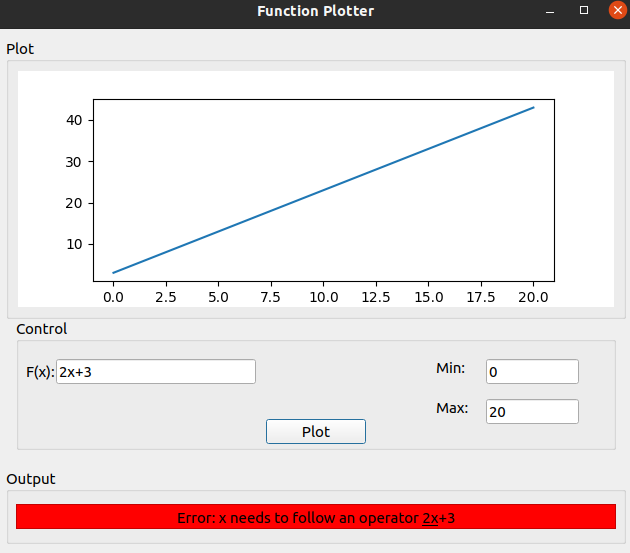 Function Plotter
Plot
40
30
20
10
0.0 2.5 5.0 7.5 10.0 12.5 15.0 17.5 20.0
Control
F(x): 2x+3
Min: 0
Max: 20
Plot
Output
Error: x needs to follow an operator 2x+3